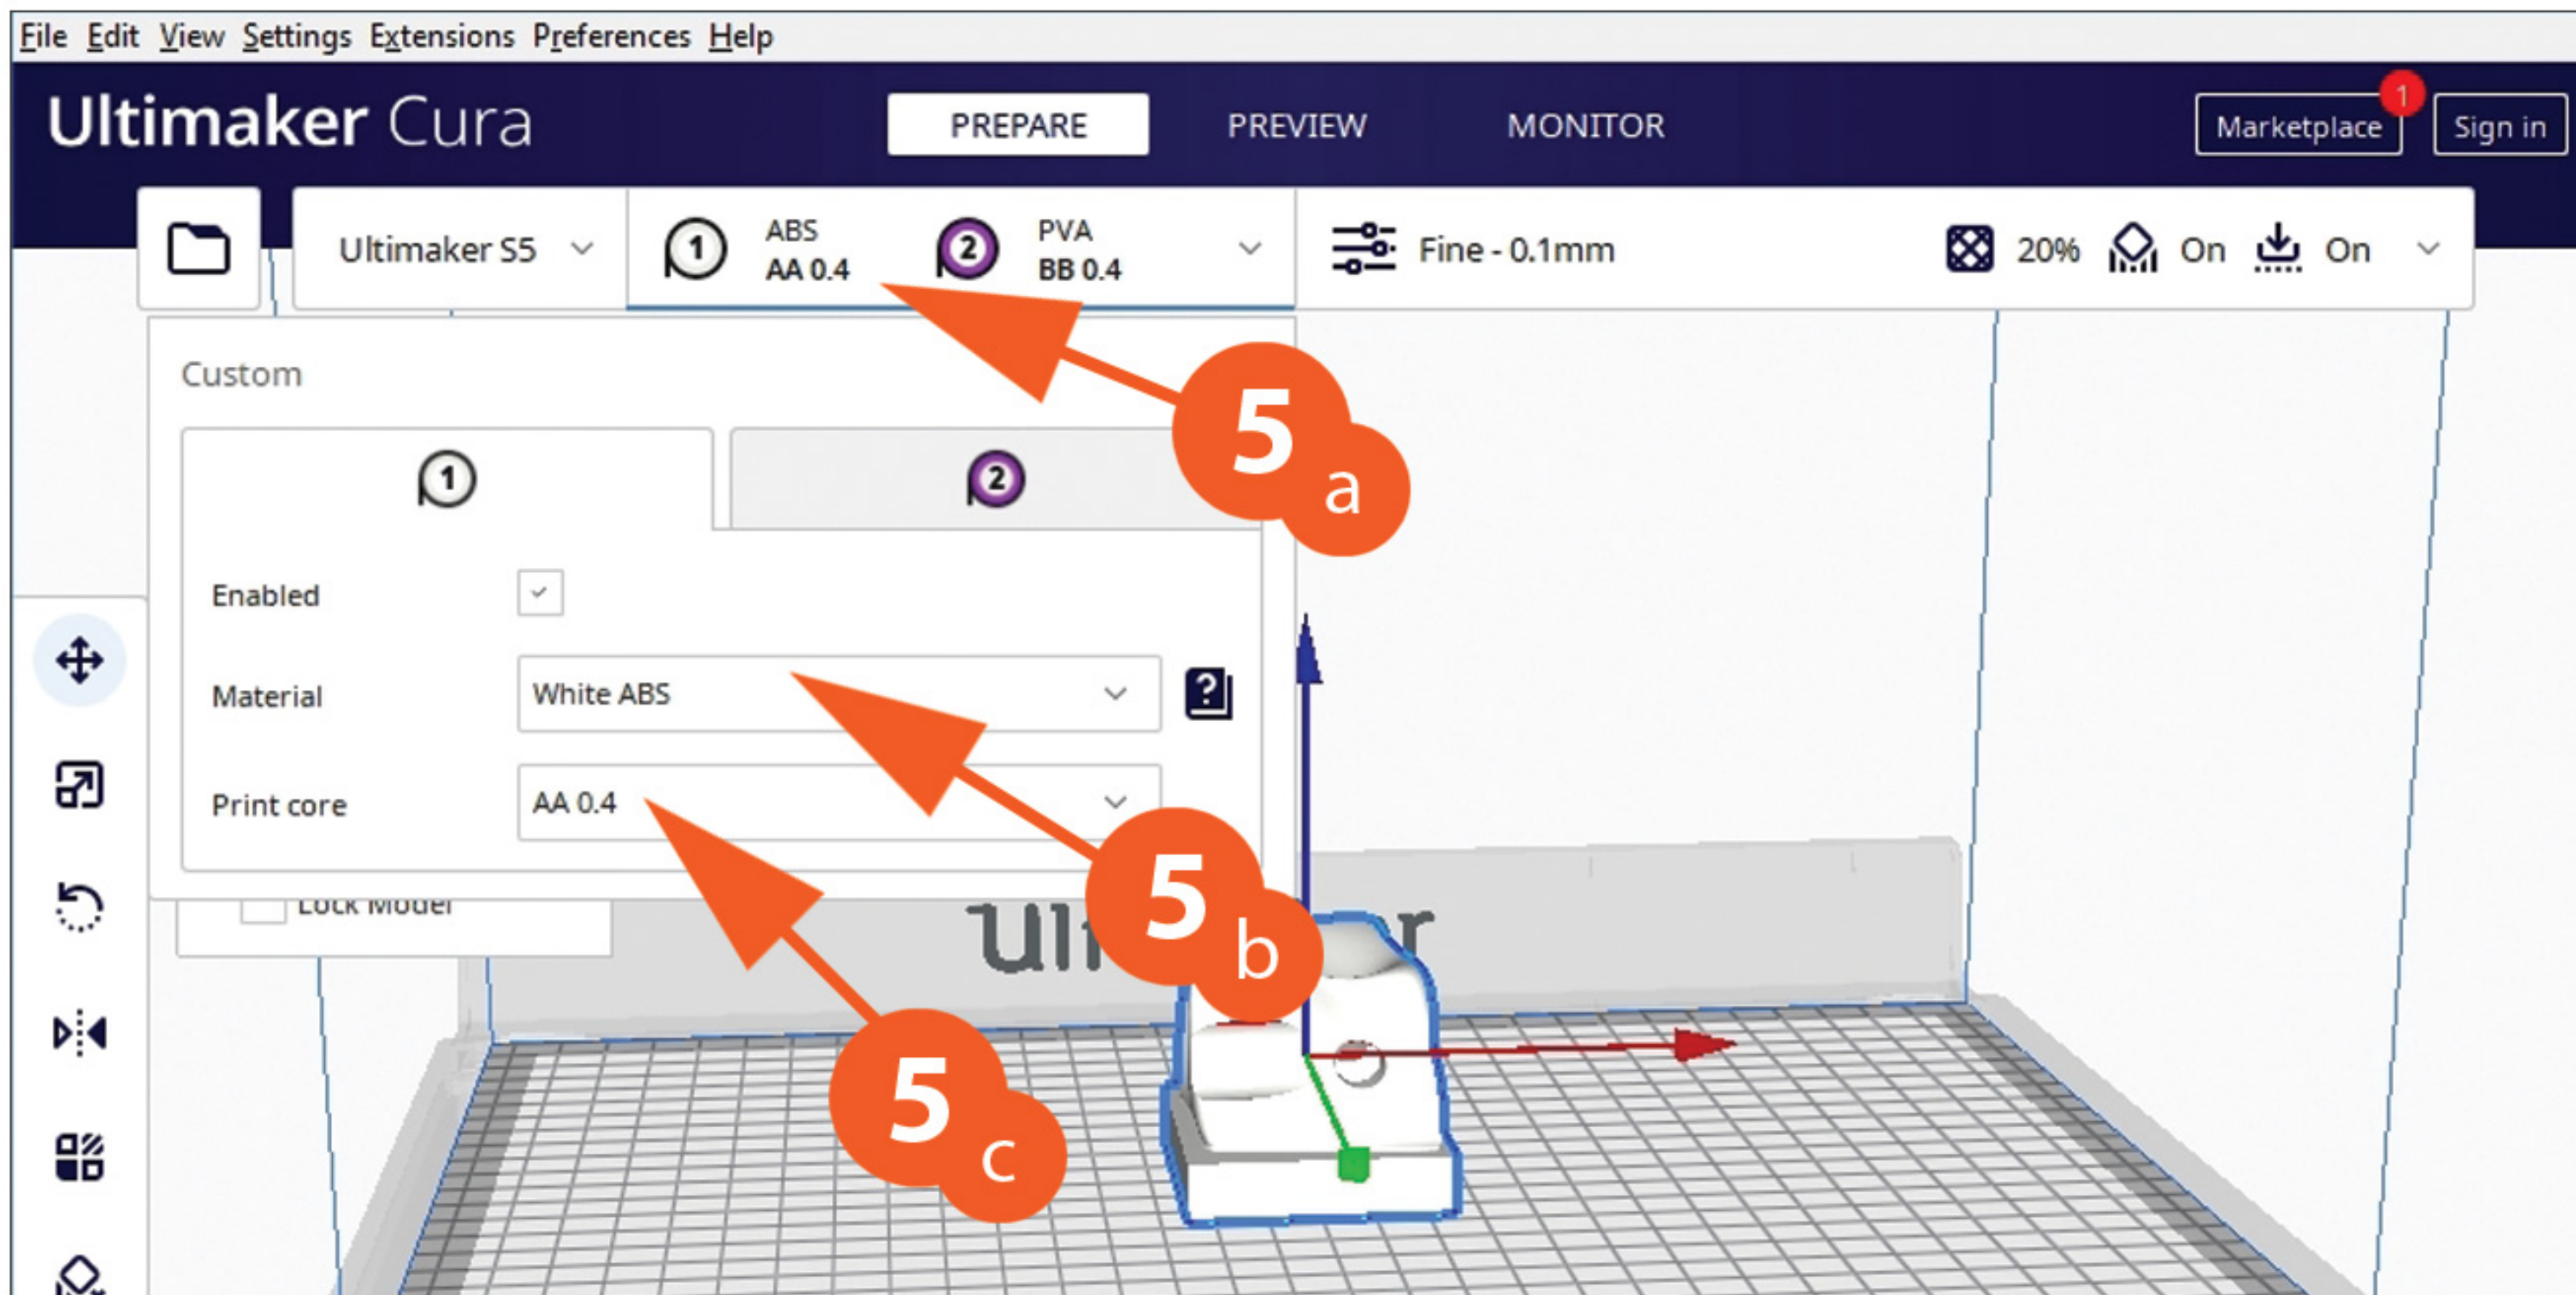 File Edit View Settings Extensions Preferences Help
Ultimaker Cura
PREPARE PREVIEW MONITOR
Marketplace 1 Sign in
Ultimaker S5
1 ABS
AA 0.4
2 PVA
BB 0.4
Fine - 0.1mm
20% On On
Custom
5 a
1 2
Enabled
Material White ABS ?
Print core AA 0.4
5 b
Lock Model
5 c